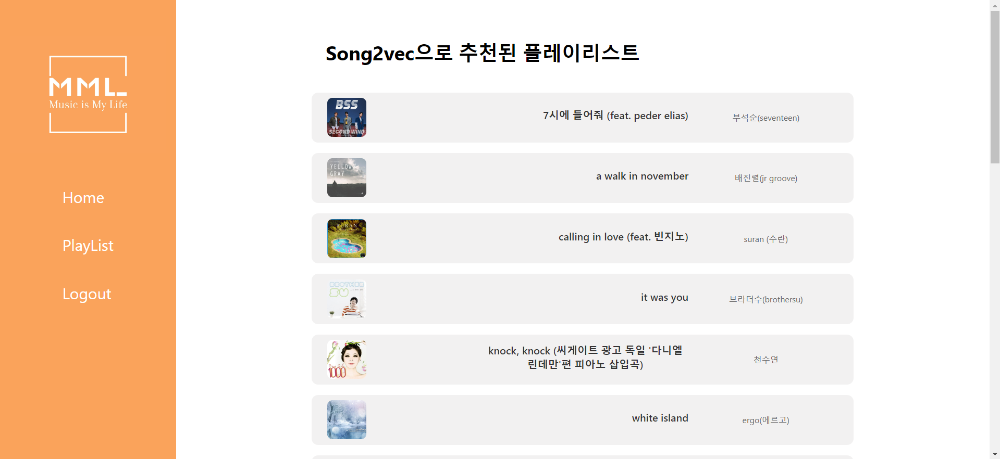 MML
Music is My Life
Home
PlayList
Logout
Song2vec으로 추천된 플레이리스트
BSS
SECOND WIND
7시에 들어줘 (feat. peder elias)
부석순(seventeen)
YELLOW
GRAY
a walk in november
배진렬(jr groove)
SURAN
calling in love (feat. 빈지노)
suran (수란)
BROTHER
SU
it was you
브라더수(brothersu)
1000
knock, knock (씨게이트 광고 독일 '다니엘
린데만'편 피아노 삽입곡)
천수연
white island
ergo(에르고)